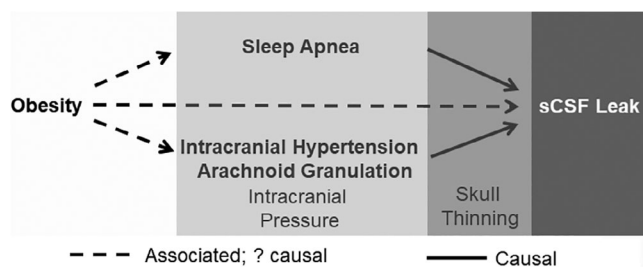 Sleep Apnea
Obesity
sCSF Leak
Intracranial Hypertension
Arachnoid Granulation
Intracranial
Pressure
Skull
Thinning
Associated; ? causal
Causal